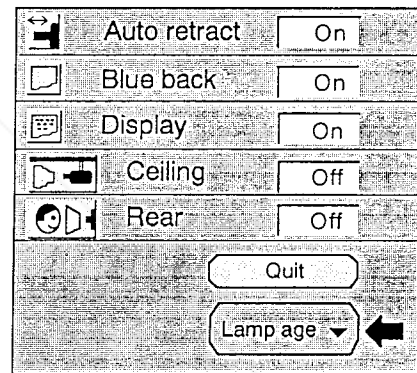 Auto retract On
Blue back On
Display On
Ceiling Off
Rear Off
Quit
Lamp age